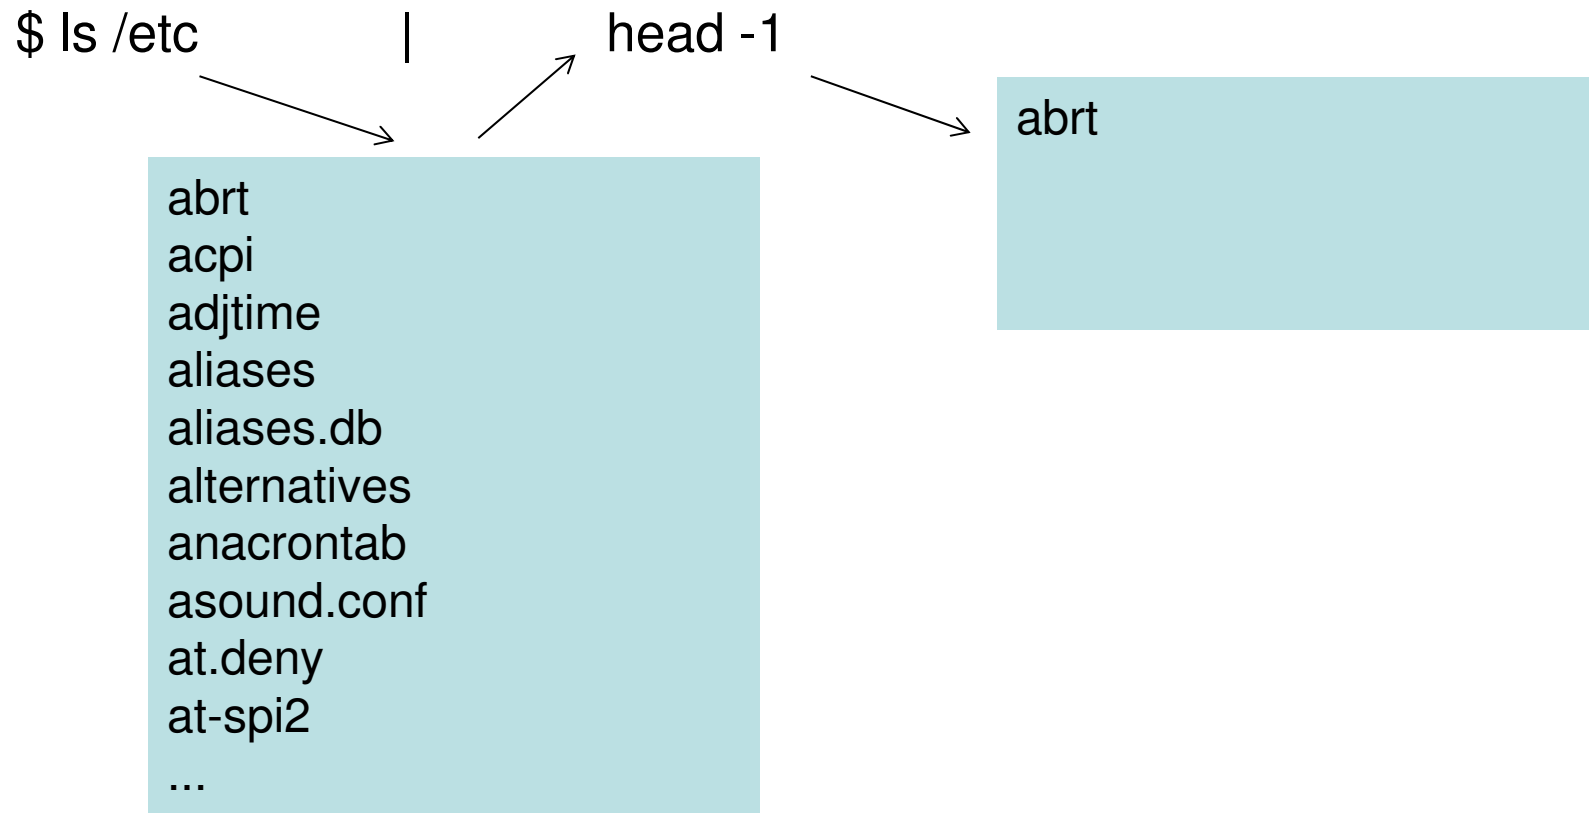 $ ls /etc | head -1
abrt
acpi
adjtime
aliases
aliases.db
alternatives
anacrontab
asound.conf
at.deny
at-spi2
...
abrt